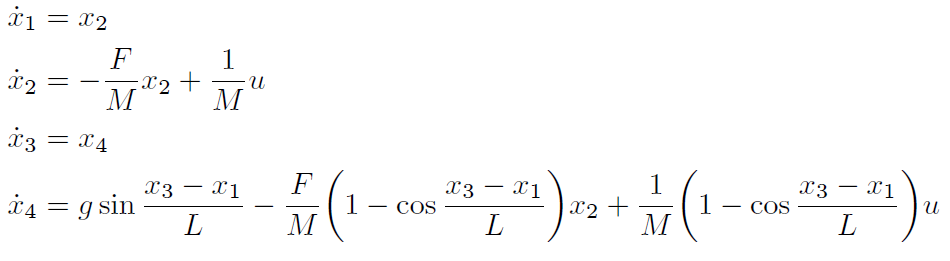 ẋ₁ = x₂
ẋ₂ = −(F/M)x₂ + (1/M)u
ẋ₃ = x₄
ẋ₄ = g sin((x₃ − x₁)/L) − (F/M)(1 − cos((x₃ − x₁)/L))x₂ + (1/M)(1 − cos((x₃ − x₁)/L))u